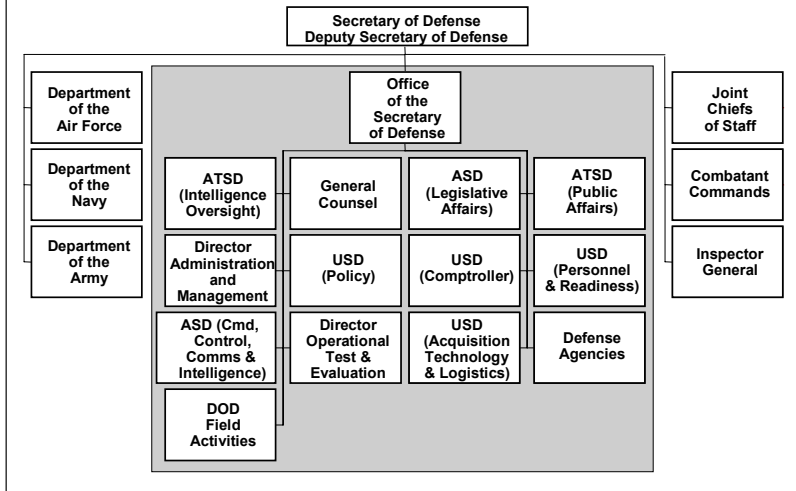 Secretary of Defense
Deputy Secretary of Defense
Department
of the
Air Force
Office
of the
Secretary
of Defense
Joint
Chiefs
of Staff
Department
of the
Navy
ATSD
(Intelligence
Oversight)
General
Counsel
ASD
(Legislative
Affairs)
ATSD
(Public
Affairs)
Combatant
Commands
Department
of the
Army
Director
Administration
and
Management
USD
(Policy)
USD
(Comptroller)
USD
(Personnel
& Readiness)
Inspector
General
ASD (Cmd,
Control,
Comms &
Intelligence)
Director
Operational
Test &
Evaluation
USD
(Acquisition
Technology
& Logistics)
Defense
Agencies
DOD
Field
Activities